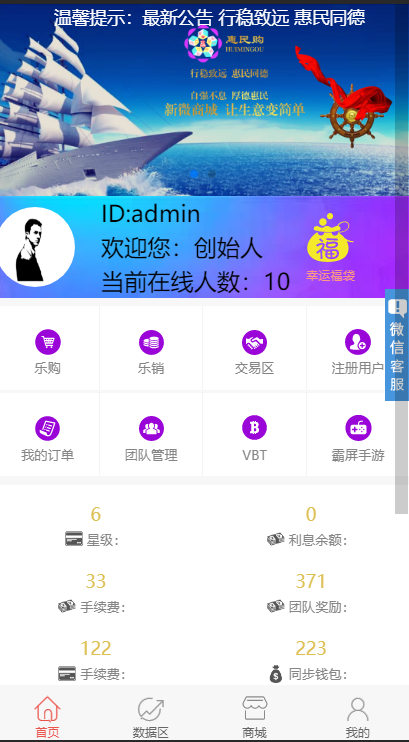 温馨提示：最新公告 行稳致远 惠民同德
惠民购
HUIMINGOU
行稳致远 惠民同德
自强不息 厚德惠民
新微商城 让生意变简单
ID:admin
欢迎您：创始人
当前在线人数：10
福
幸运福袋
微信客服
乐购
乐销
交易区
注册用户
我的订单
团队管理
VBT
霸屏手游
6
0
星级：
利息余额：
33
371
手续费：
团队奖励：
122
223
手续费：
同步钱包：
首页
数据区
商城
我的